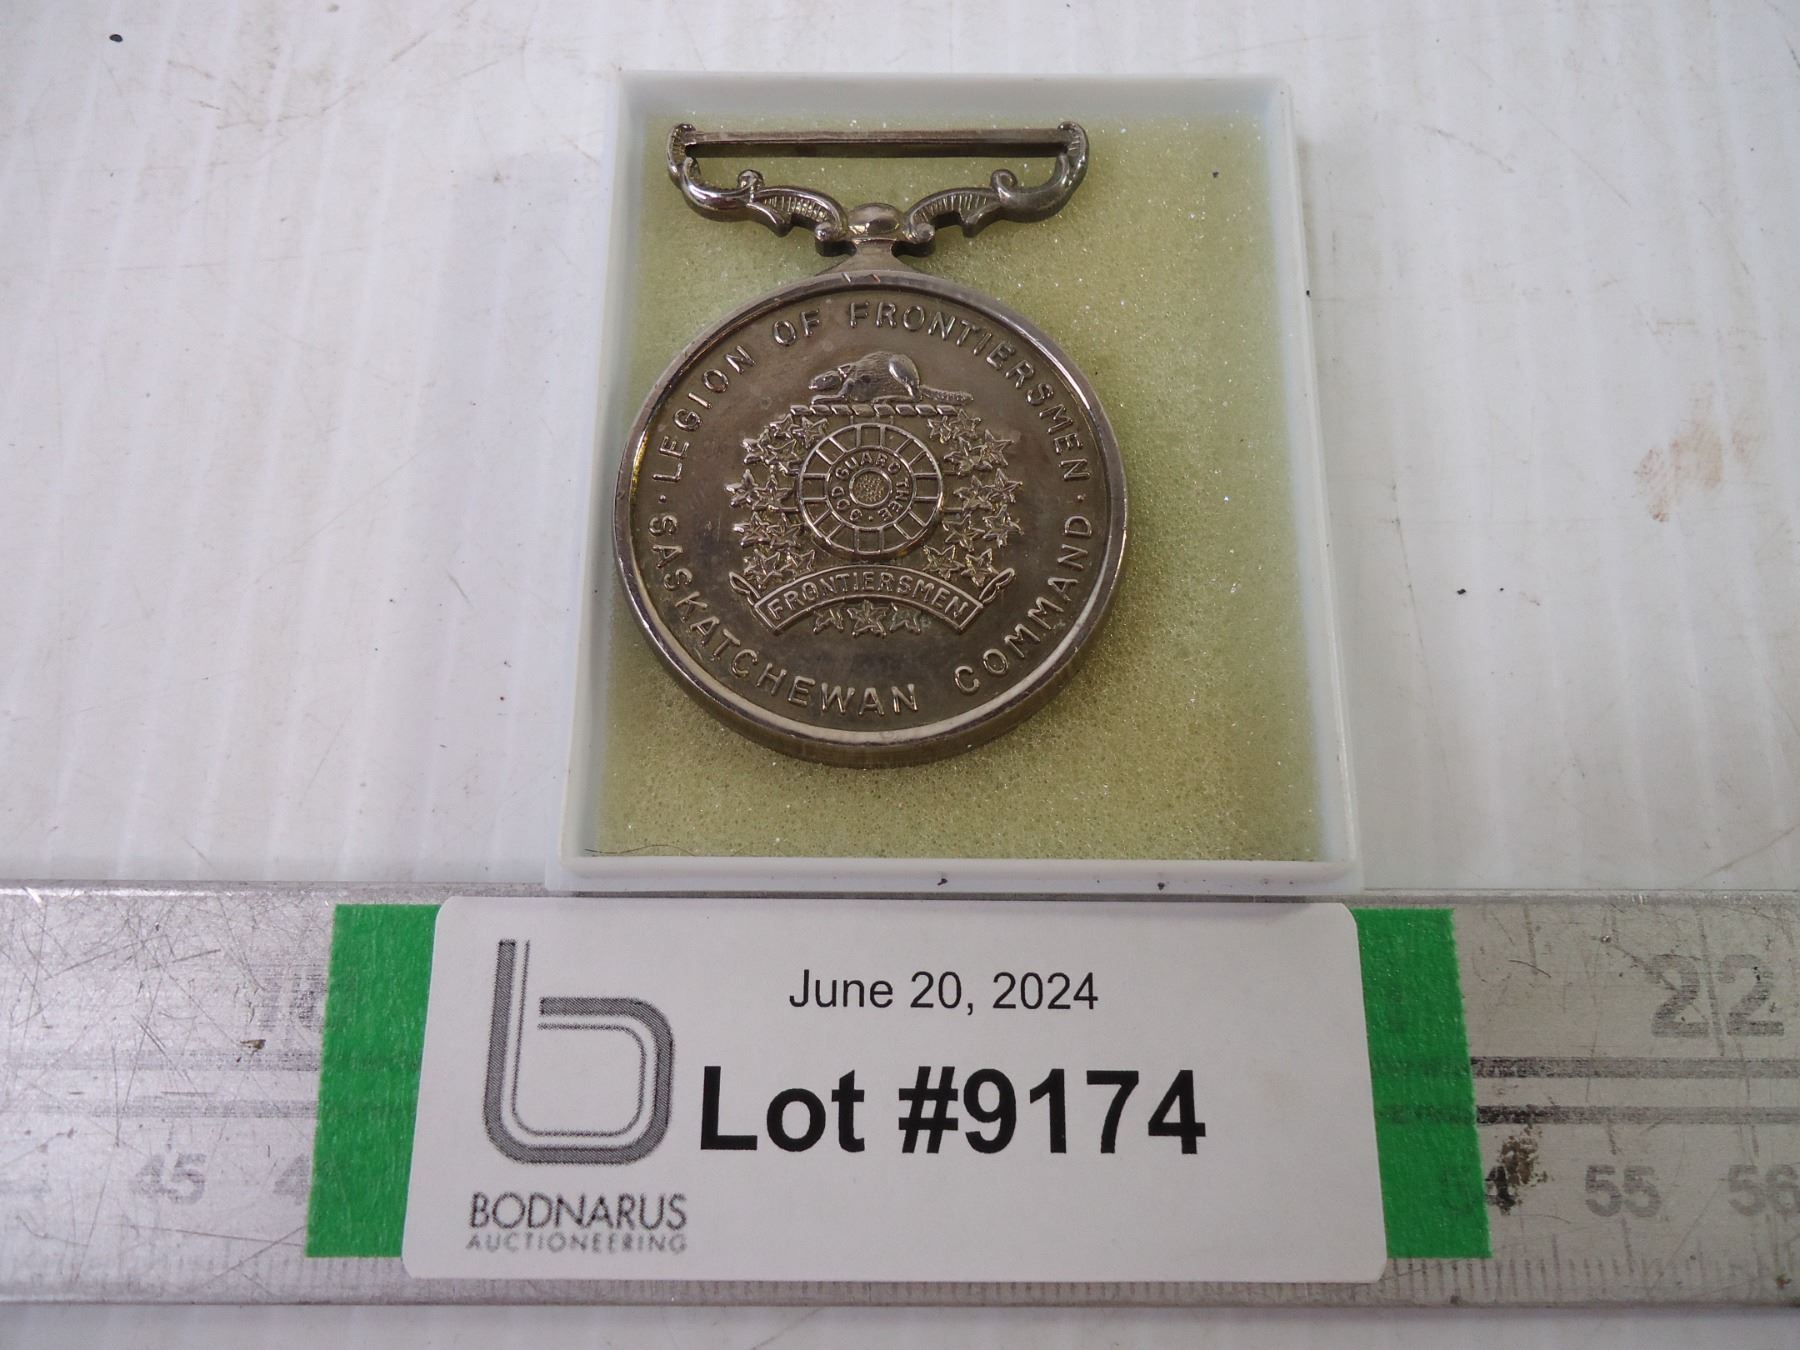 LEGION OF FRONTIERSMEN
GOD GUARD THEE
FRONTIERSMEN
SASKATCHEWAN COMMAND
June 20, 2024
Lot #9174
BODNARUS
AUCTIONEERING
22
45
54 55 56